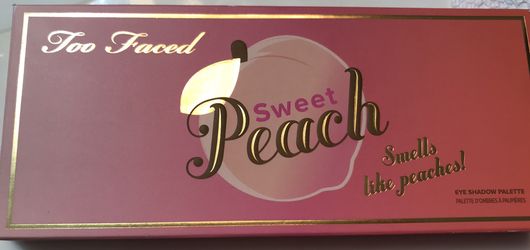 Too Faced
Sweet
Peach
Smells
like peaches!
EYE SHADOW PALETTE
PALETTE D'OMBRES À PAUPIÈRES